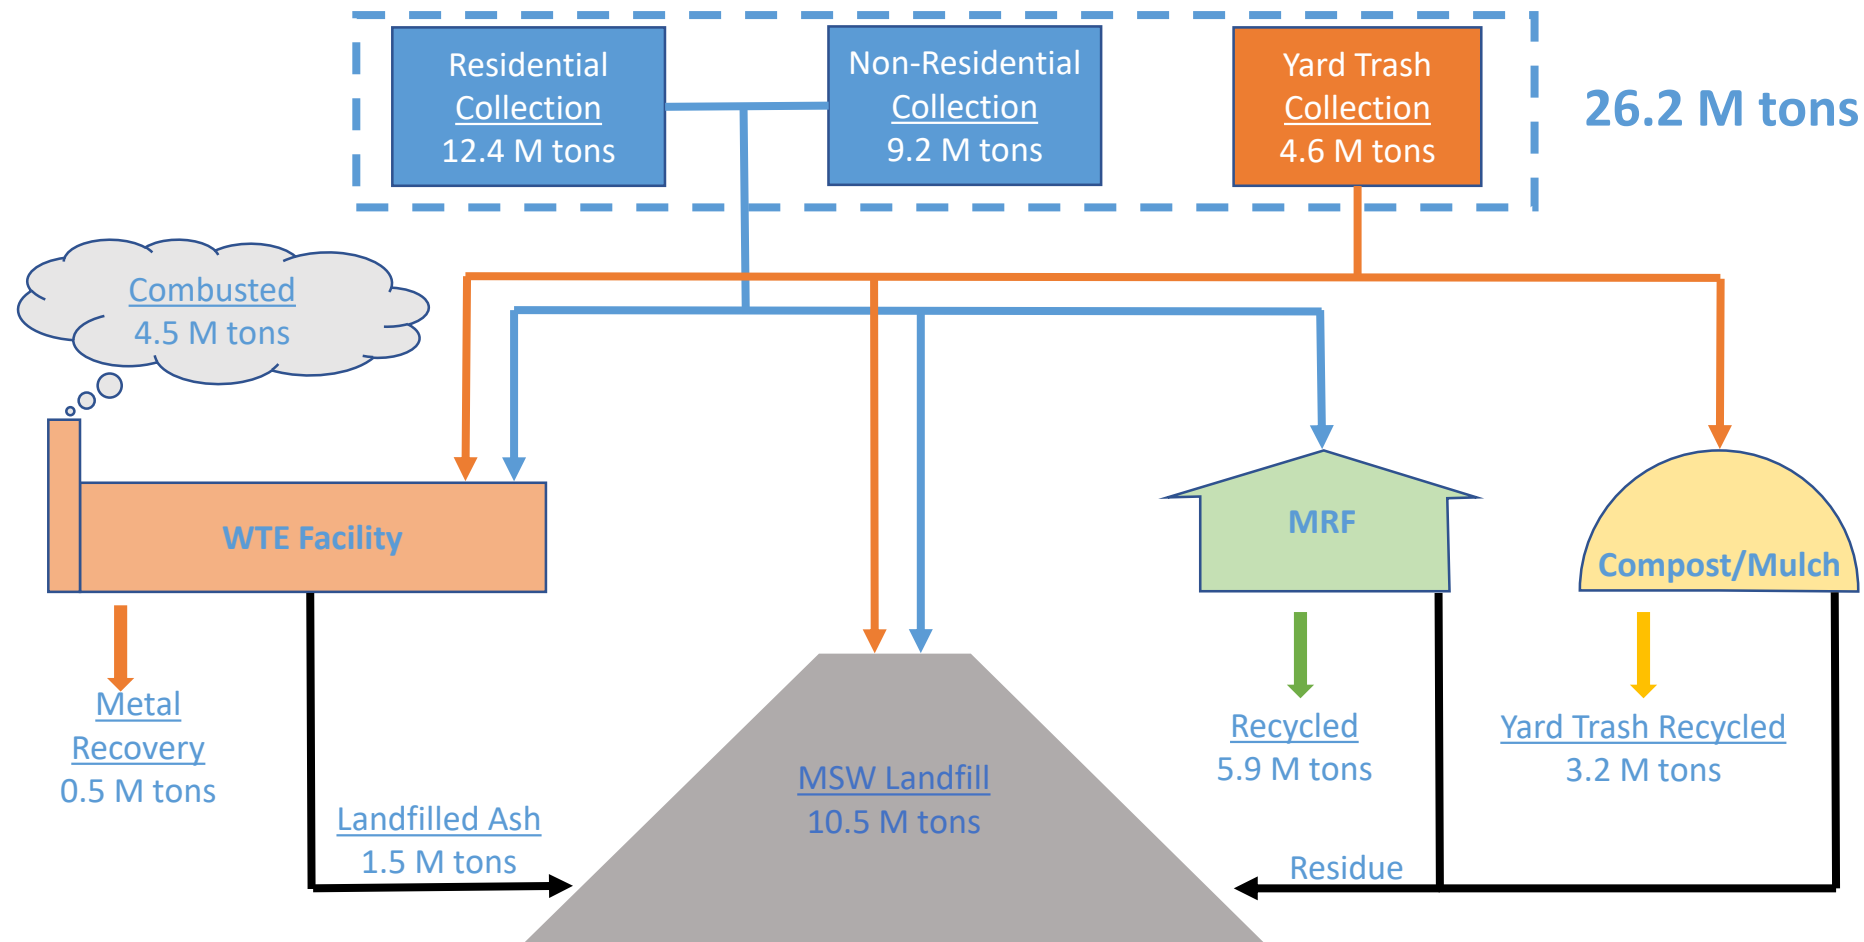 Residential
Collection
12.4 M tons
Non-Residential
Collection
9.2 M tons
Yard Trash
Collection
4.6 M tons
26.2 M tons
Combusted
4.5 M tons
WTE Facility
MRF
Compost/Mulch
Metal
Recovery
0.5 M tons
Landfilled Ash
1.5 M tons
MSW Landfill
10.5 M tons
Recycled
5.9 M tons
Yard Trash Recycled
3.2 M tons
Residue